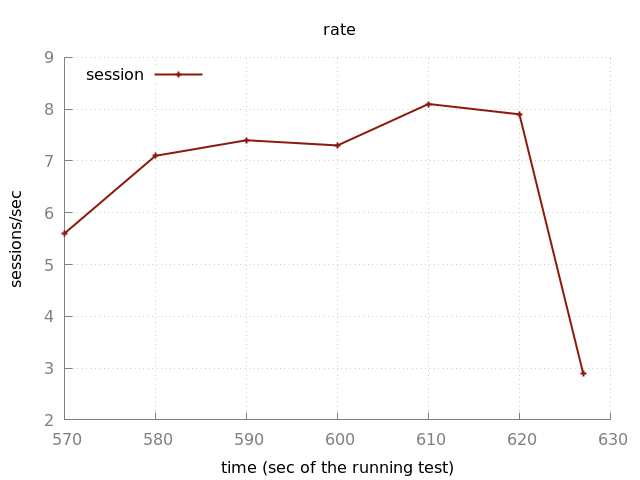 rate
session
9
8
7
6
5
4
3
2
sessions/sec
570 580 590 600 610 620 630
time (sec of the running test)